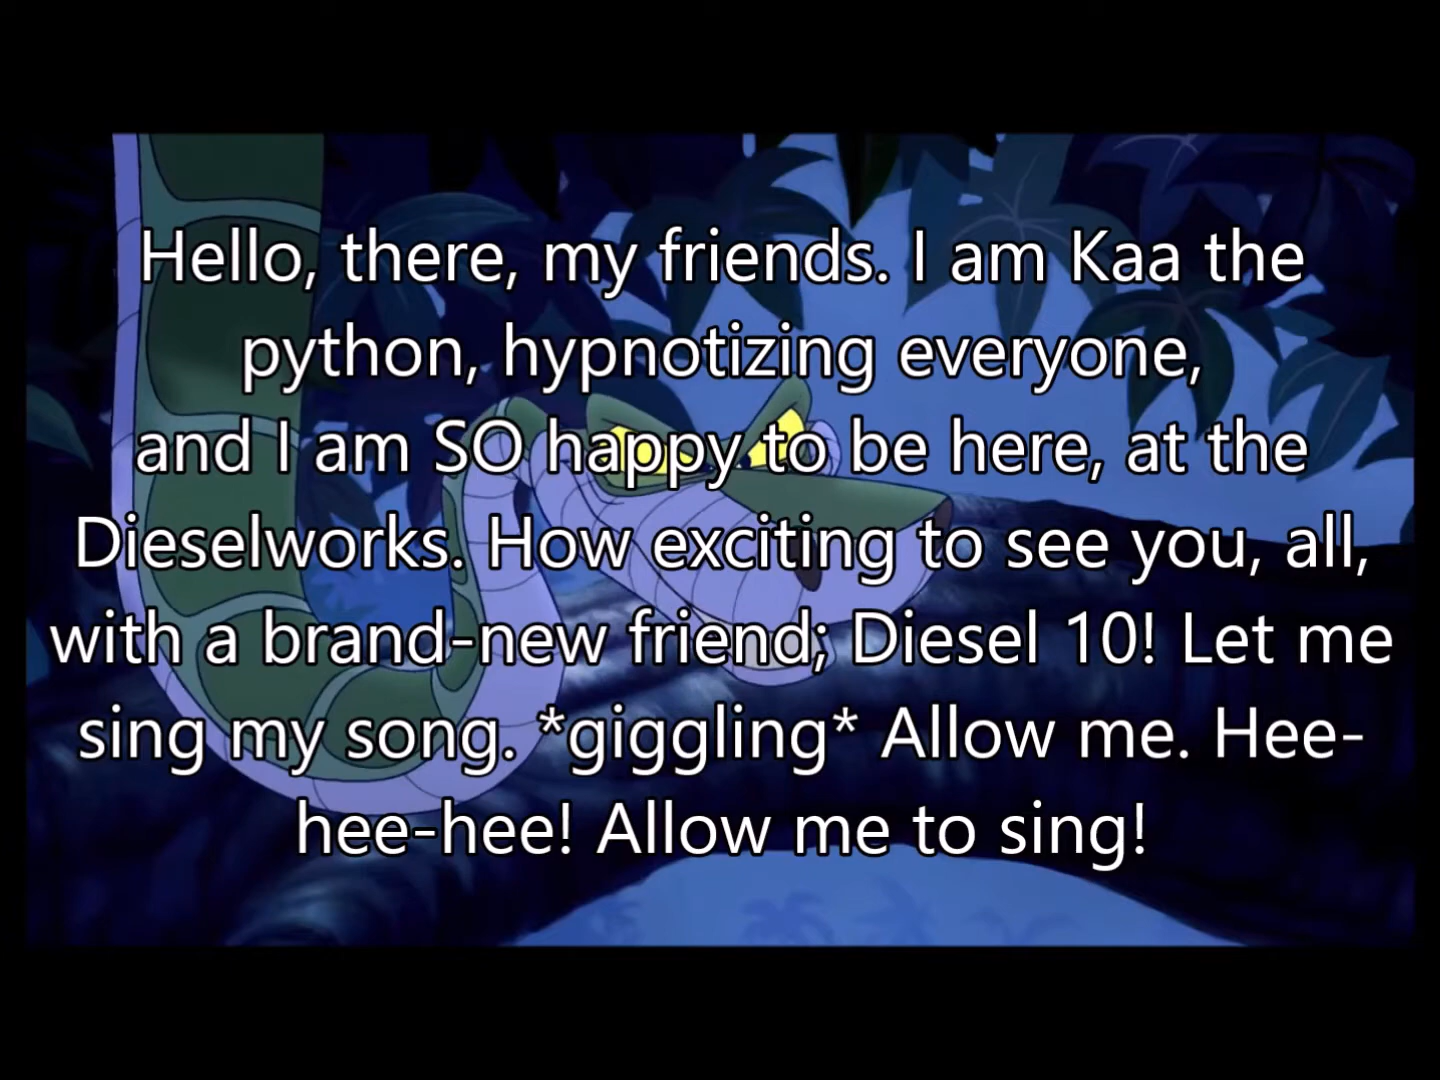 Hello, there, my friends. I am Kaa the
python, hypnotizing everyone,
and I am SO happy to be here, at the
Dieselworks. How exciting to see you, all,
with a brand-new friend; Diesel 10! Let me
sing my song. *giggling* Allow me. Hee-
hee-hee! Allow me to sing!